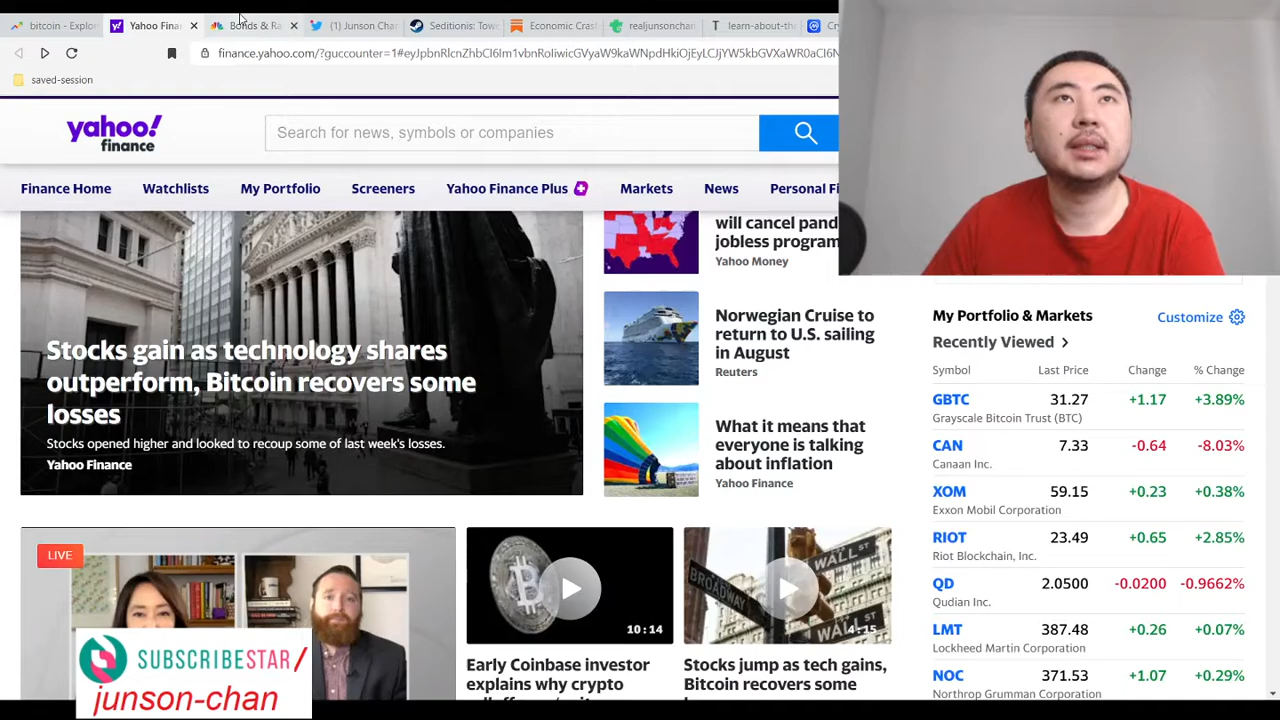 bitcoin - Explor
Yahoo Fina
Bonds & Ra
(1) Junson Char
Seditionis: Tow
Economic Cras
realjunsonchan
learn-about-the
Cry
finance.yahoo.com/?guccounter=1#
saved-session
yahoo!
finance
Search for news, symbols or companies
Finance Home
Watchlists
My Portfolio
Screeners
Yahoo Finance Plus
Markets
News
Personal Fi
Stocks gain as technology shares
outperform, Bitcoin recovers some
losses
Stocks opened higher and looked to recoup some of last week's losses.
Yahoo Finance
will cancel pand
jobless program
Yahoo Money
Norwegian Cruise to
return to U.S. sailing
in August
Reuters
What it means that
everyone is talking
about inflation
Yahoo Finance
My Portfolio & Markets
Customize
Recently Viewed
Symbol Last Price Change % Change
GBTC 31.27 +1.17 +3.89%
Grayscale Bitcoin Trust (BTC)
CAN 7.33 -0.64 -8.03%
Canaan Inc.
XOM 59.15 +0.23 +0.38%
Exxon Mobil Corporation
RIOT 23.49 +0.65 +2.85%
Riot Blockchain, Inc.
QD 2.0500 -0.0200 -0.9662%
Qudian Inc.
LMT 387.48 +0.26 +0.07%
Lockheed Martin Corporation
NOC 371.53 +1.07 +0.29%
Northrop Grumman Corporation
LIVE
SUBSCRIBESTAR/
junson-chan
10:14
Early Coinbase investor
explains why crypto
BROADWAY
WALL ST
WALL ST
4:15
Stocks jump as tech gains,
Bitcoin recovers some